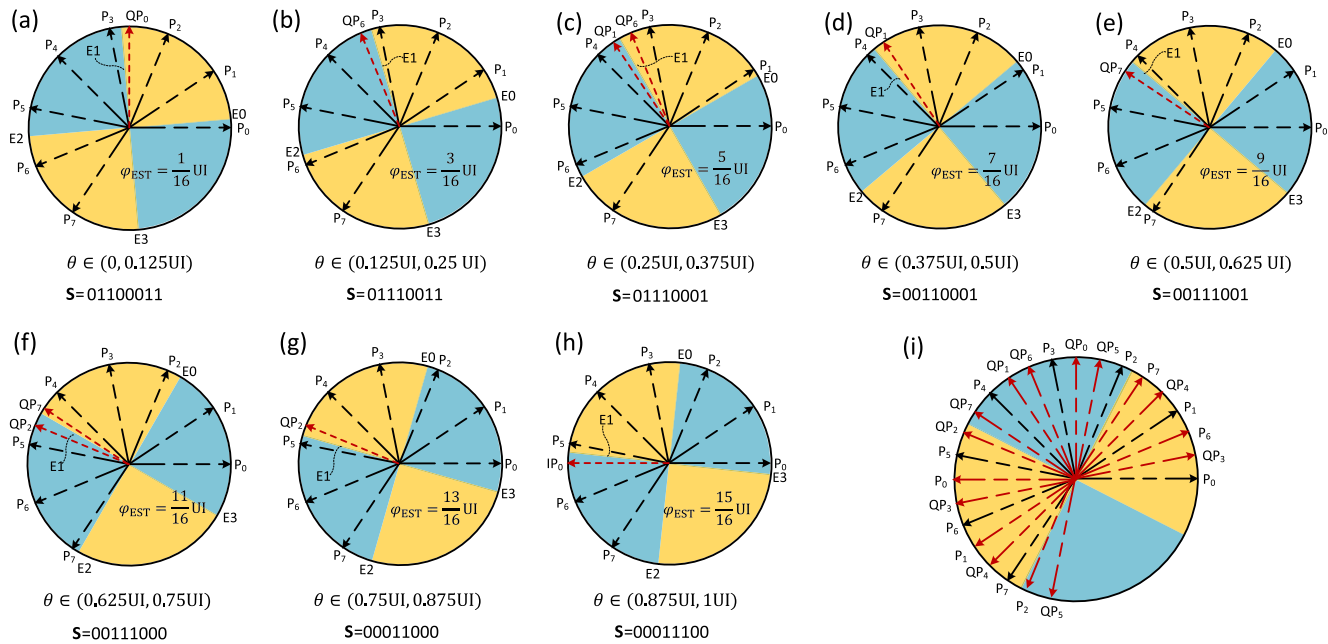 (a)
P₃
QP₀
P₂
P₄
E1
P₁
P₅
E0
E2
P₀
P₆
φ_EST = 1/16 UI
P₇
E3
θ ∈ (0, 0.125UI)
S=01100011
(b)
P₃
QP₆
P₂
P₄
E1
P₁
P₅
E0
P₀
E2
P₆
φ_EST = 3/16 UI
P₇
E3
θ ∈ (0.125UI, 0.25 UI)
S=01110011
(c)
QP₆
P₃
QP₁
P₂
P₄
E1
P₁
E0
P₅
P₀
P₆
E2
φ_EST = 5/16 UI
P₇
E3
θ ∈ (0.25UI, 0.375UI)
S=01110001
(d)
P₃
QP₁
P₂
P₄
E0
E1
P₁
P₅
P₀
P₆
E2
φ_EST = 7/16 UI
P₇
E3
θ ∈ (0.375UI, 0.5UI)
S=00110001
(e)
P₃
P₂
P₄
E0
E1
QP₇
P₁
P₅
P₀
P₆
E2
φ_EST = 9/16 UI
P₇
E3
θ ∈ (0.5UI, 0.625 UI)
S=00111001
(f)
P₃
P₂
E0
P₄
QP₇
P₁
QP₂
P₅
E1
P₀
P₆
φ_EST = 11/16 UI
E3
P₇
E2
θ ∈ (0.625UI, 0.75UI)
S=00111000
(g)
P₃
E0
P₂
P₄
P₁
QP₂
P₅
E1
P₀
P₆
E3
φ_EST = 13/16 UI
P₇
E2
θ ∈ (0.75UI, 0.875UI)
S=00011000
(h)
P₃
E0
P₂
P₄
P₁
P₅
E1
IP₀
P₀
E3
P₆
φ_EST = 15/16 UI
P₇
E2
θ ∈ (0.875UI, 1UI)
S=00011100
(i)
QP₀
P₃
QP₅
QP₆
P₂
QP₁
P₇
P₄
QP₄
QP₇
P₁
QP₂
P₆
P₅
QP₃
P₀
P₀
QP₃
P₆
P₁
QP₄
P₇
P₂
QP₅